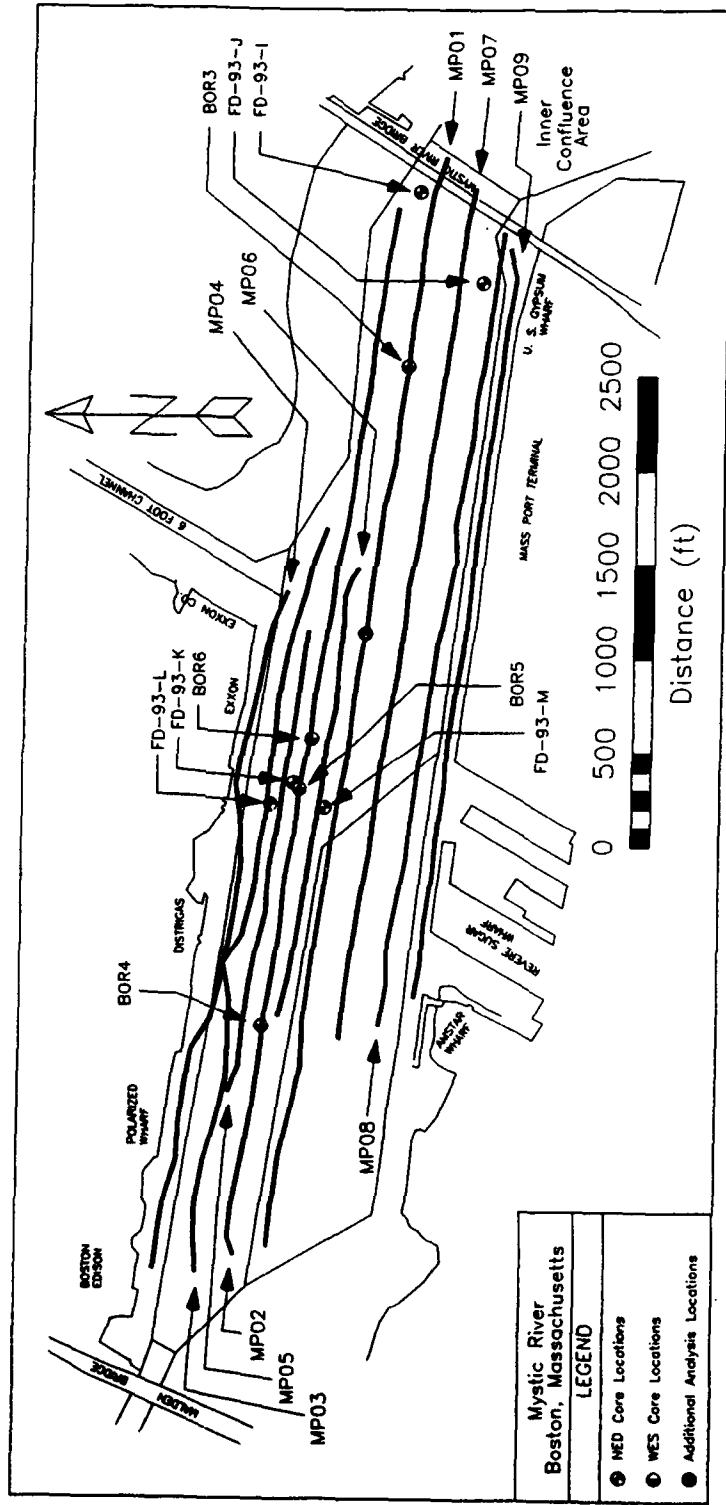 BOR3
FD-93-J
FD-93-I
MP01
MP07
MP09
Inner
Confluence
Area
MYSTIC RIVER BRIDGE
MP04
MP06
6 FOOT CHANNEL
EXXON CO
EXXON
FD-93-L
FD-93-K
BOR6
BOR5
FD-93-M
DISTRIGAS
BOR4
POLARIZED
WHARF
BOSTON
EDISON
MALDEN
BRIDGE
N
U. S. GYPSUM
WHARF
MASS PORT TERMINAL
REVERE SUGAR
WHARF
AMSTAR
WHARF
MP08
MP02
MP05
MP03
0 500 1000 1500 2000 2500
Distance (ft)
Mystic River
Boston, Massachusetts
LEGEND
NED Core Locations
WES Core Locations
Additional Analysis Locations